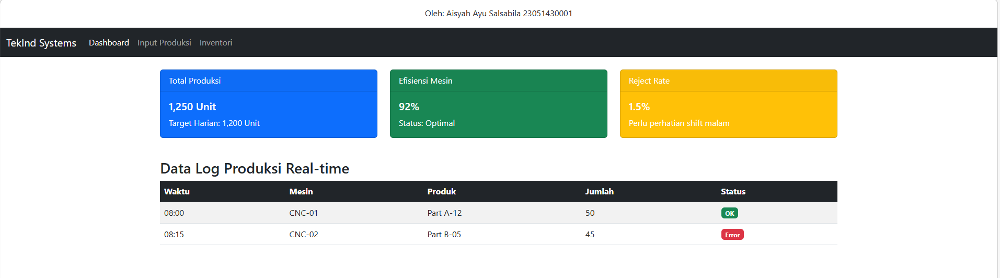 Oleh: Aisyah Ayu Salsabila 23051430001
TekInd Systems Dashboard Input Produksi Inventori
Total Produksi
1,250 Unit
Target Harian: 1,200 Unit
Efisiensi Mesin
92%
Status: Optimal
Reject Rate
1.5%
Perlu perhatian shift malam
Data Log Produksi Real-time
Waktu Mesin Produk Jumlah Status
08:00 CNC-01 Part A-12 50 OK
08:15 CNC-02 Part B-05 45 Error